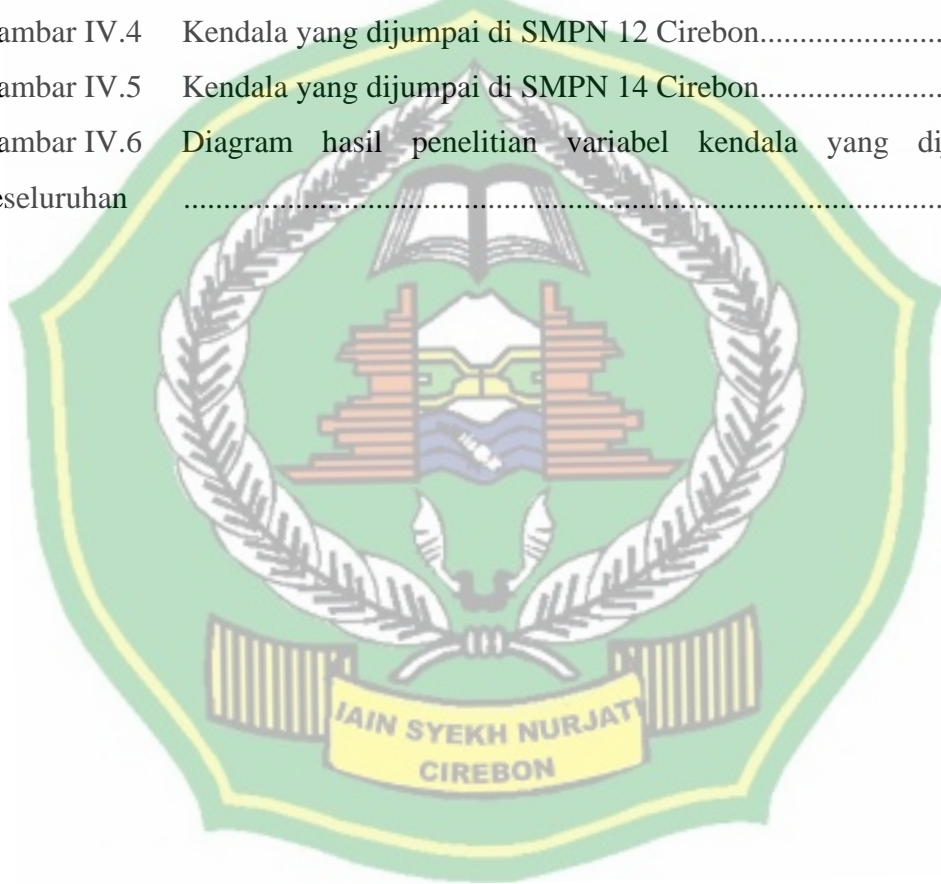 ambar IV.4 Kendala yang dijumpai di SMPN 12 Cirebon.....................
ambar IV.5 Kendala yang dijumpai di SMPN 14 Cirebon.....................
ambar IV.6 Diagram hasil penelitian variabel kendala yang dij
eseluruhan ..........................................................................................
IAIN SYEKH NURJATI
CIREBON